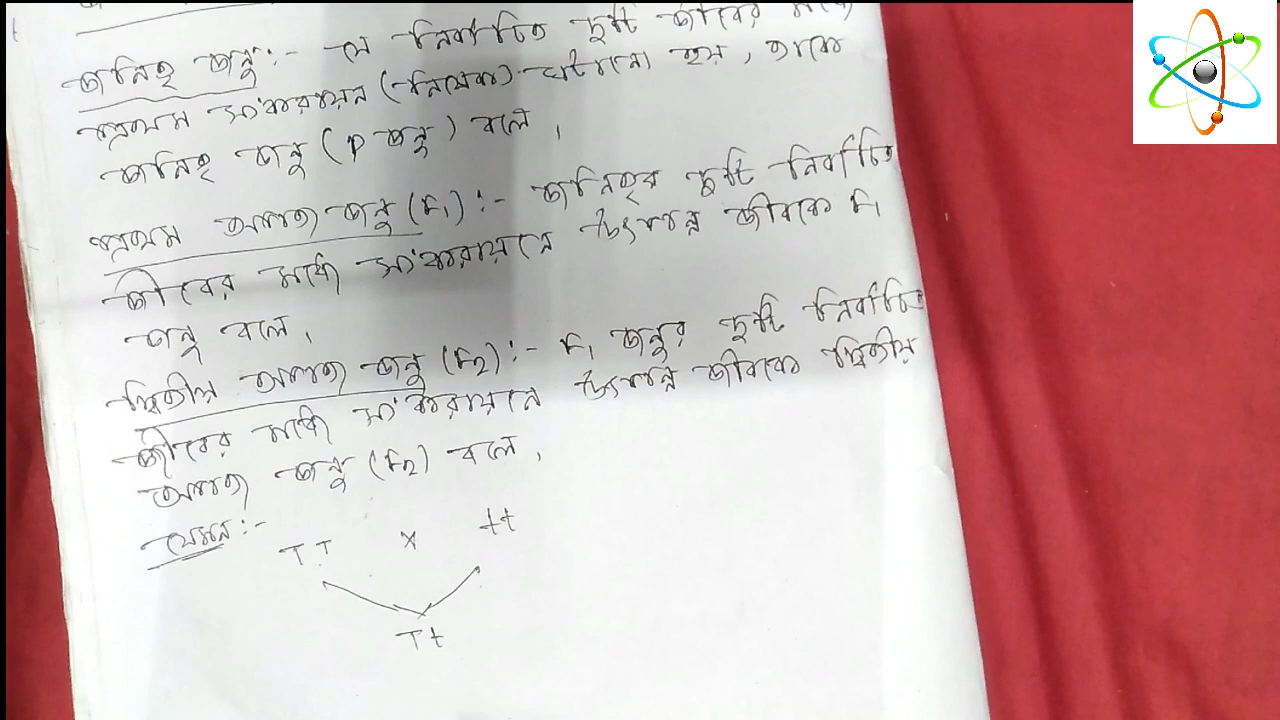 জনিতৃ জনু :- যে নির্বাচিত দুটি জীবের মধ্যে
প্রথম সংকরায়ন (নিষেক) ঘটানো হয়, তাকে
জনিতৃ জনু (P জনু) বলে,
প্রথম অপত্য জনু (F₁) :- জনিতৃর দুটি নির্বাচিত
জীবের মধ্যে সংকরায়নে উৎপন্ন জীবকে F₁
জনু বলে,
দ্বিতীয় অপত্য জনু (F₂) :- F₁ জনুর দুটি নির্বাচিত
জীবের মধ্যে সংকরায়নে উৎপন্ন জীবকে দ্বিতীয়
অপত্য জনু (F₂) বলে,
যেমন :-
TT x tt
Tt